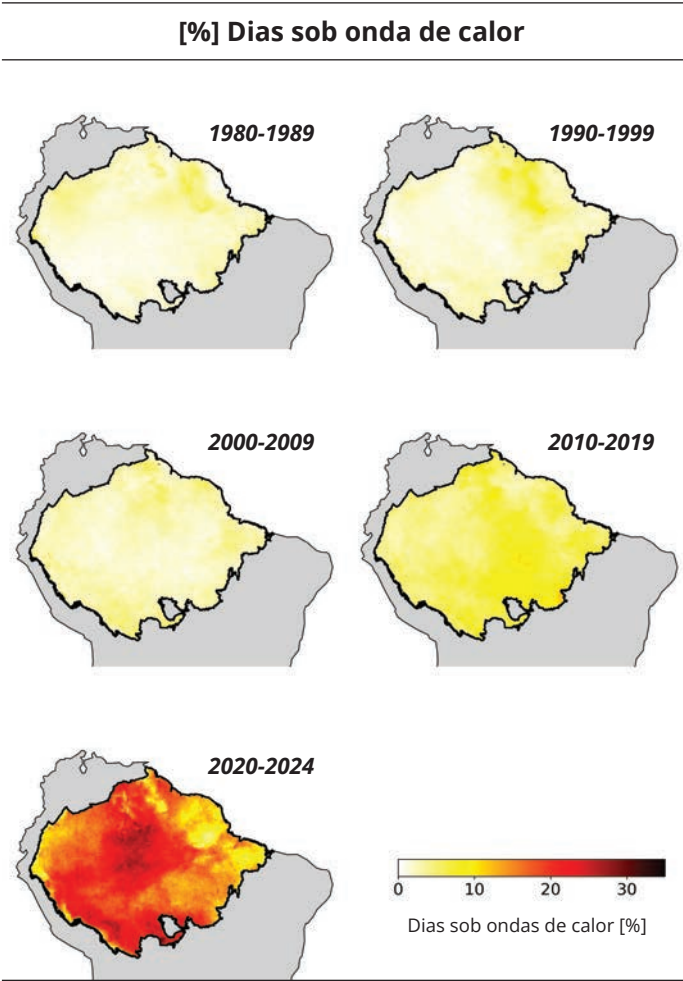 [%] Dias sob onda de calor
1980-1989
1990-1999
2000-2009
2010-2019
2020-2024
0 10 20 30
Dias sob ondas de calor [%]